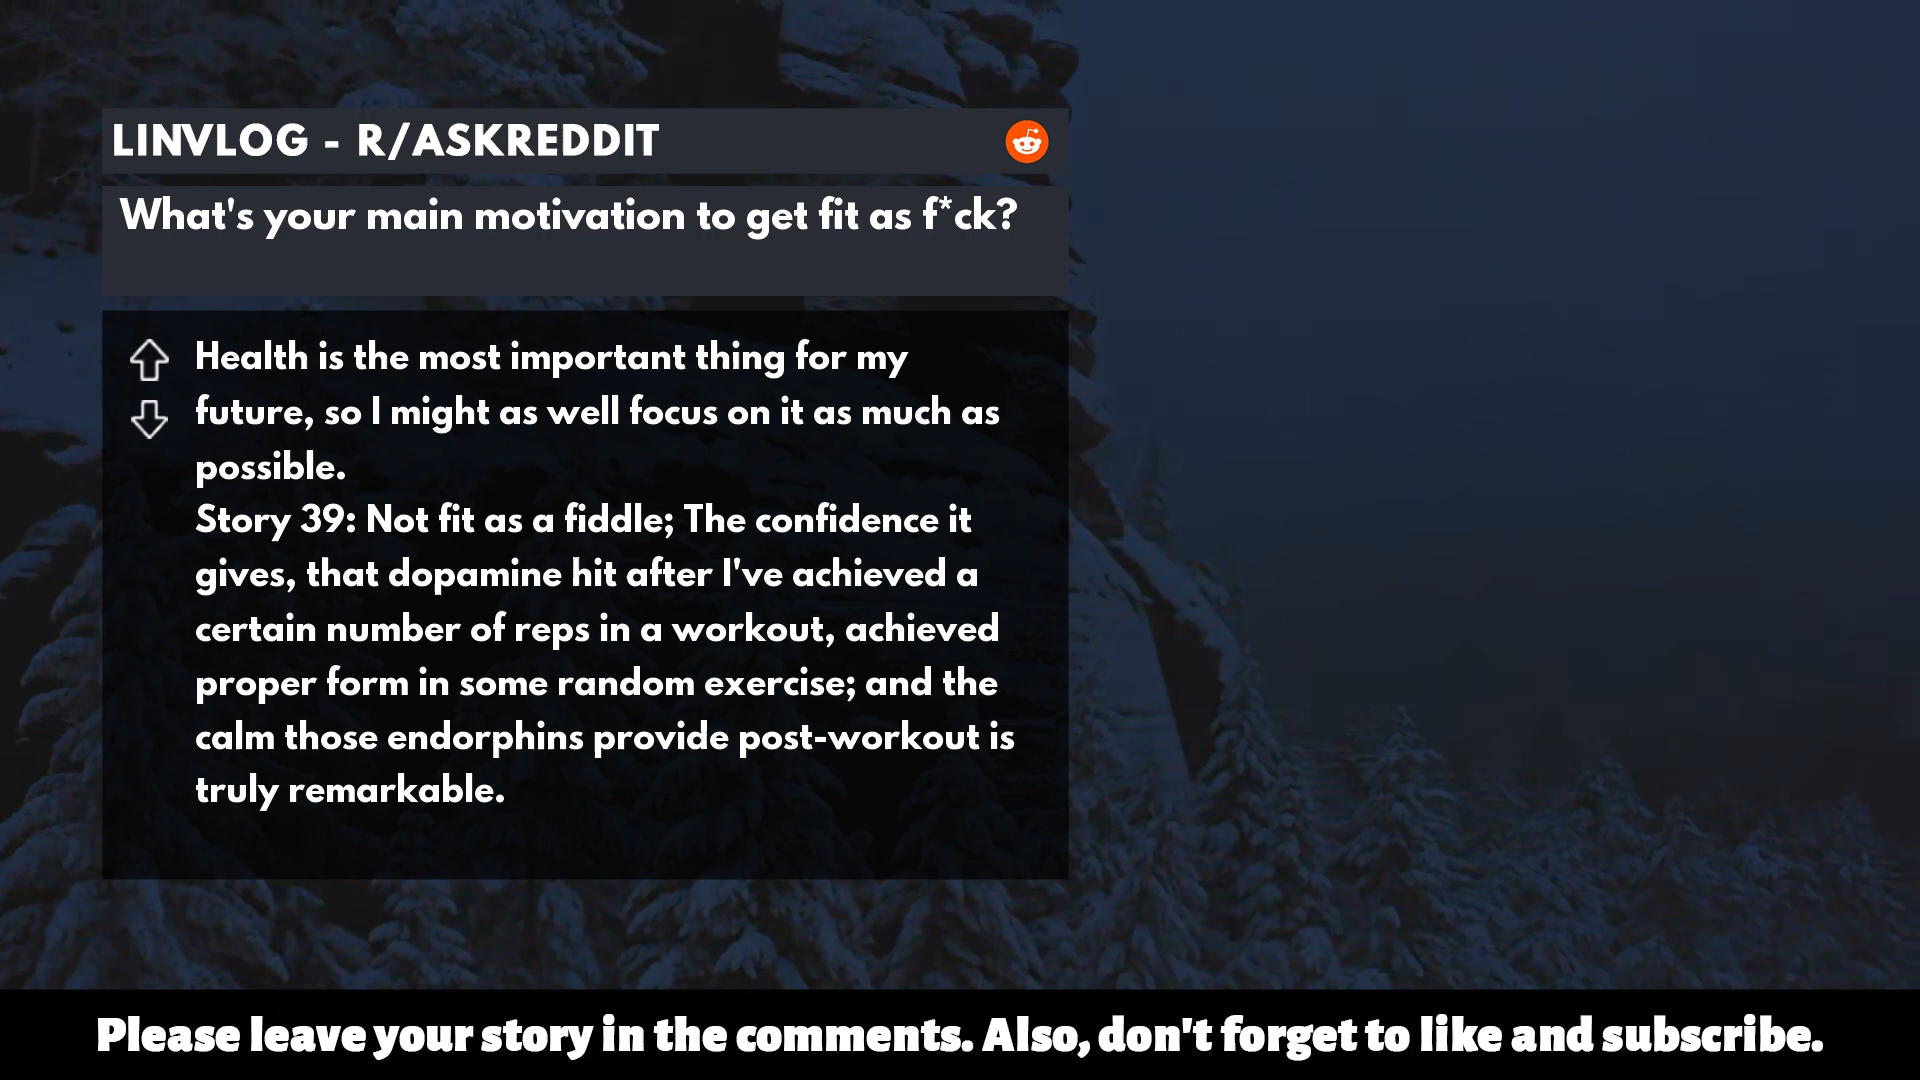 LINVLOG - R/ASKREDDIT
What's your main motivation to get fit as f*ck?
Health is the most important thing for my
future, so I might as well focus on it as much as
possible.
Story 39: Not fit as a fiddle; The confidence it
gives, that dopamine hit after I've achieved a
certain number of reps in a workout, achieved
proper form in some random exercise; and the
calm those endorphins provide post-workout is
truly remarkable.
Please leave your story in the comments. Also, don't forget to like and subscribe.